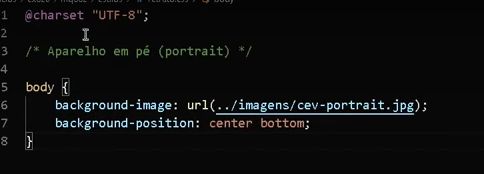 @charset "UTF-8";
/* Aparelho em pé (portrait) */
body {
background-image: url(../imagens/cev-portrait.jpg);
background-position: center bottom;
}